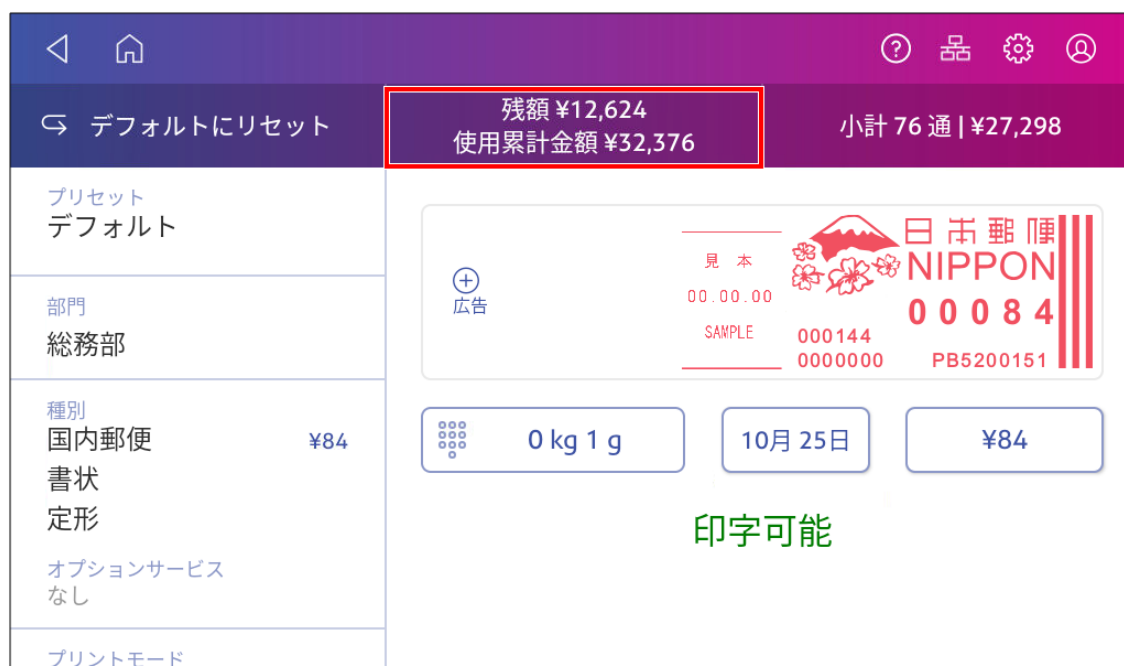 デフォルトにリセット
残額 ¥12,624
使用累計金額 ¥32,376
小計 76 通 | ¥27,298
プリセット
デフォルト
部門
総務部
種別
国内郵便 ¥84
書状
定形
オプションサービス
なし
プリントモード
広告
見 本
00.00.00
SAMPLE
日本郵便
NIPPON
00084
000144
0000000 PB5200151
0 kg 1 g
10月 25日
¥84
印字可能